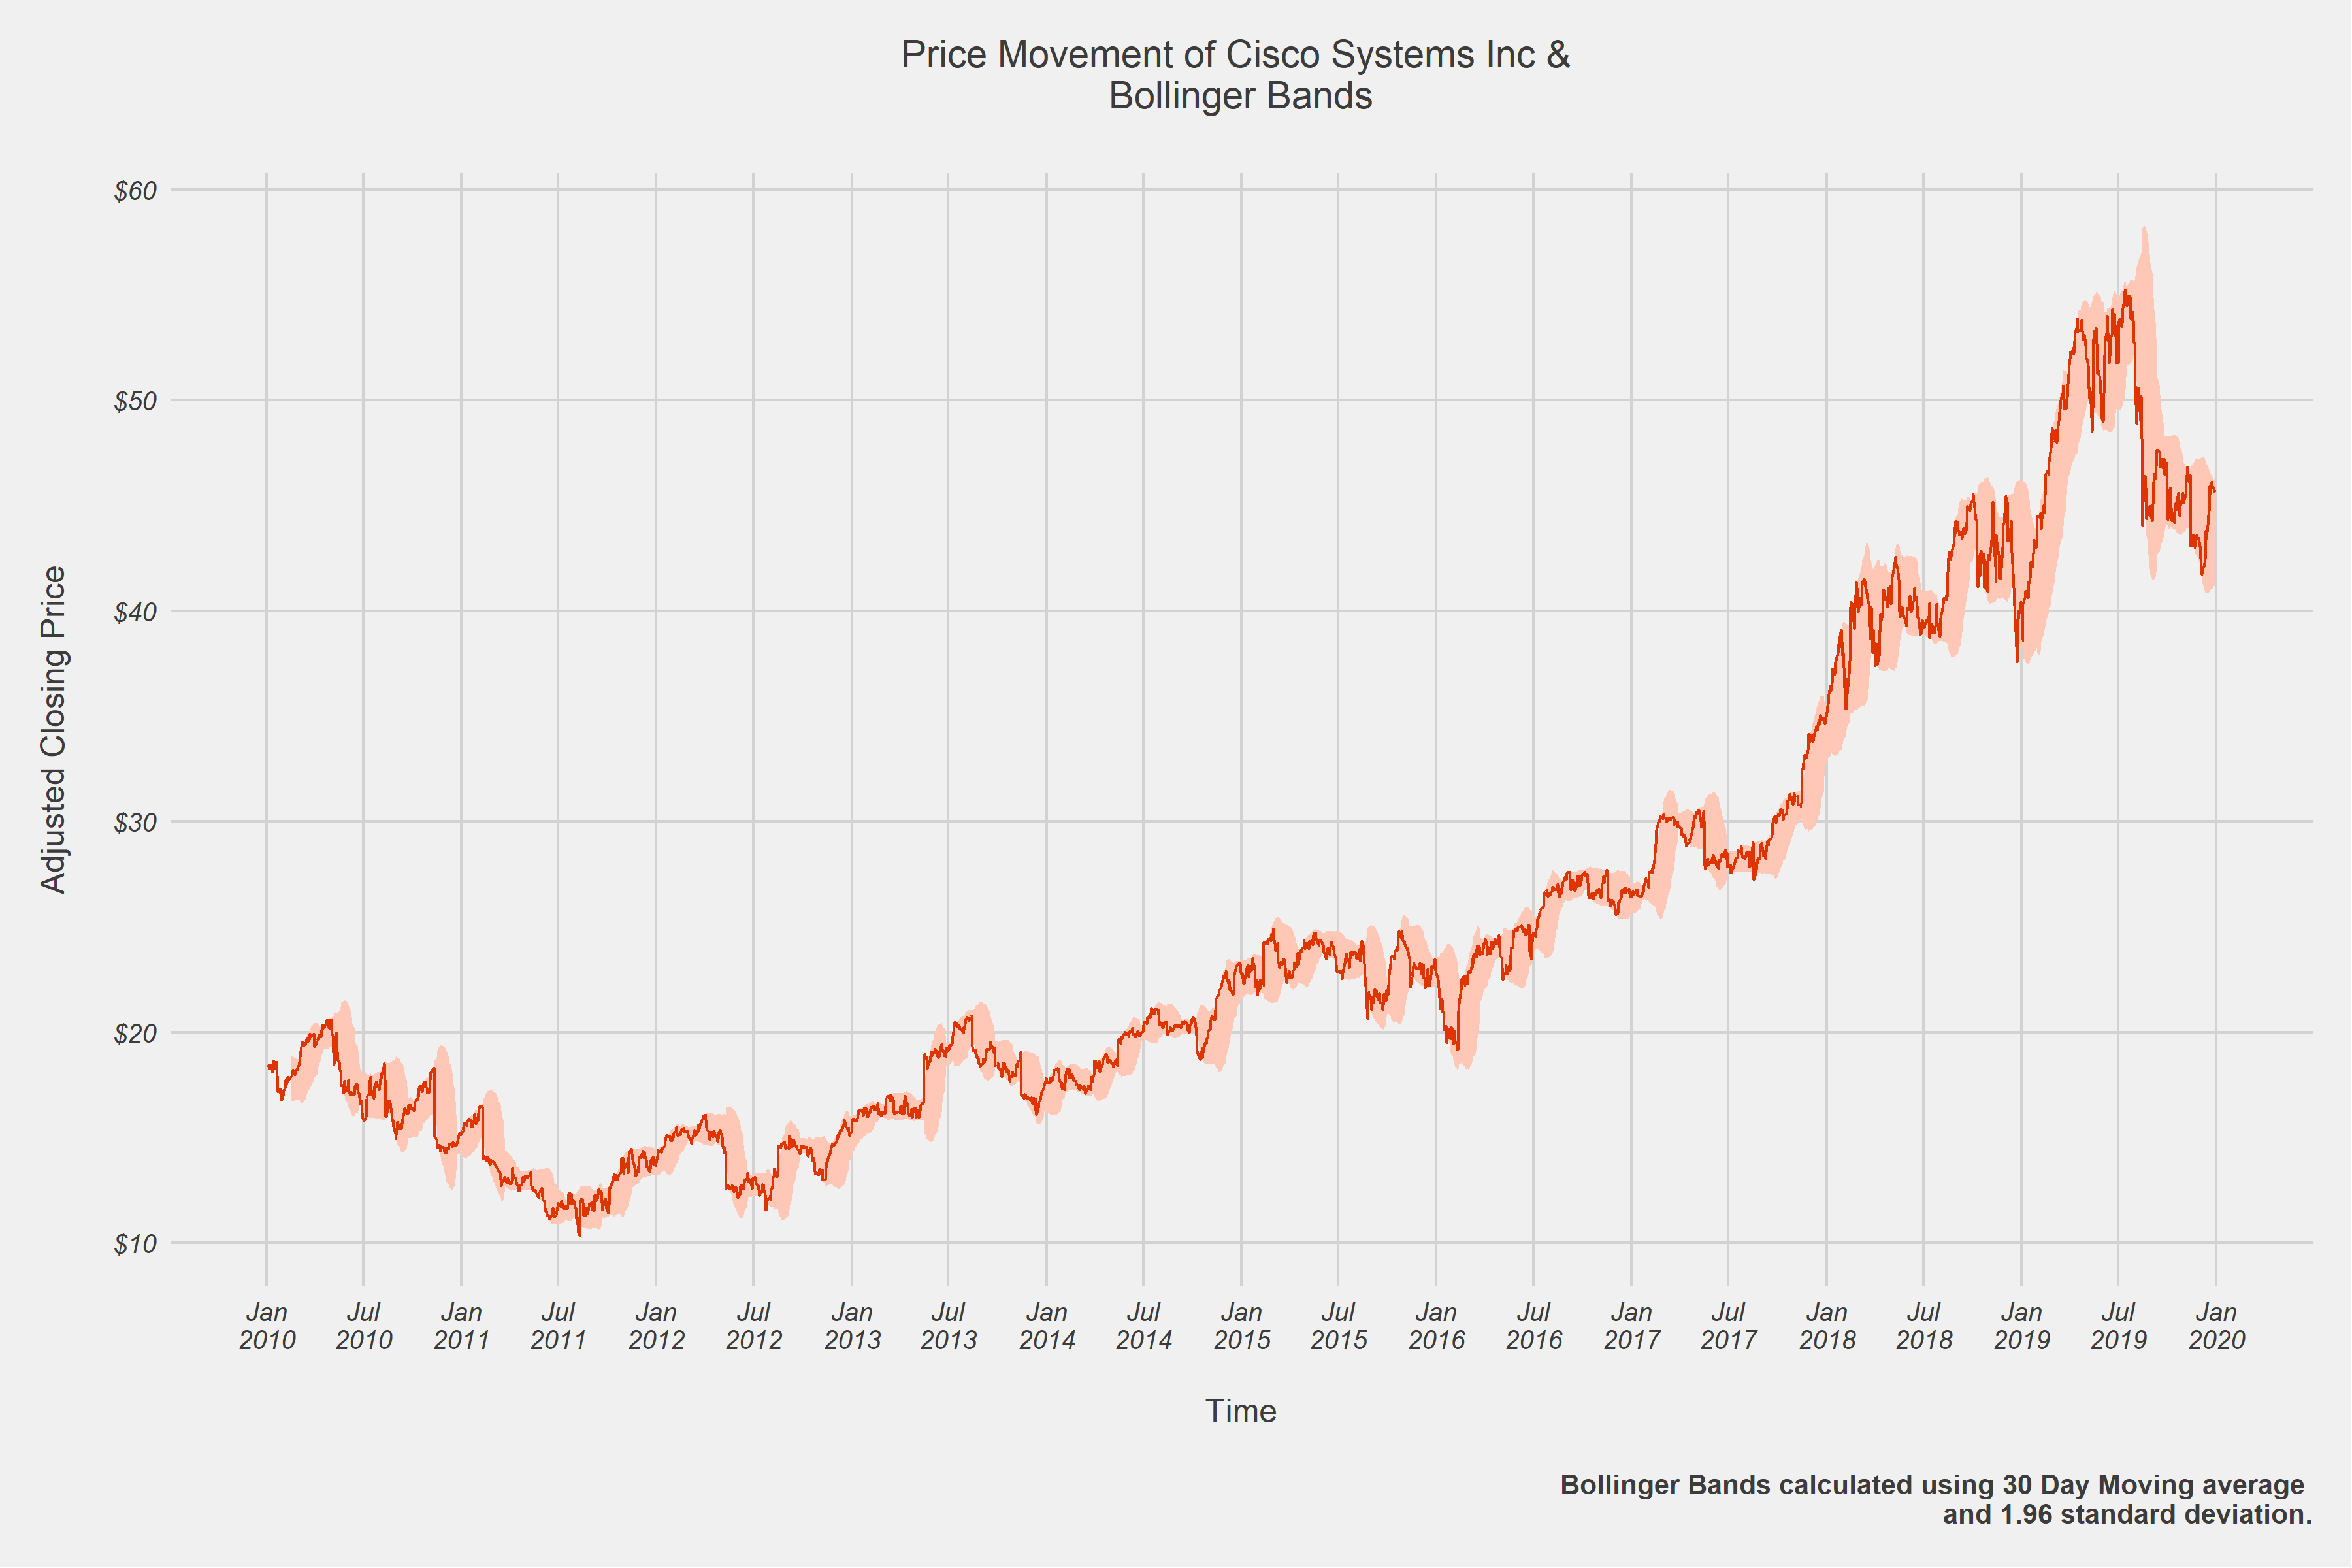 Price Movement of Cisco Systems Inc &
Bollinger Bands
$60
$50
$40
$30
$20
$10
Adjusted Closing Price
Jan Jul Jan Jul Jan Jul Jan Jul Jan Jul Jan Jul Jan Jul Jan Jul Jan Jul Jan Jul Jan
2010 2010 2011 2011 2012 2012 2013 2013 2014 2014 2015 2015 2016 2016 2017 2017 2018 2018 2019 2019 2020
Time
Bollinger Bands calculated using 30 Day Moving average
and 1.96 standard deviation.